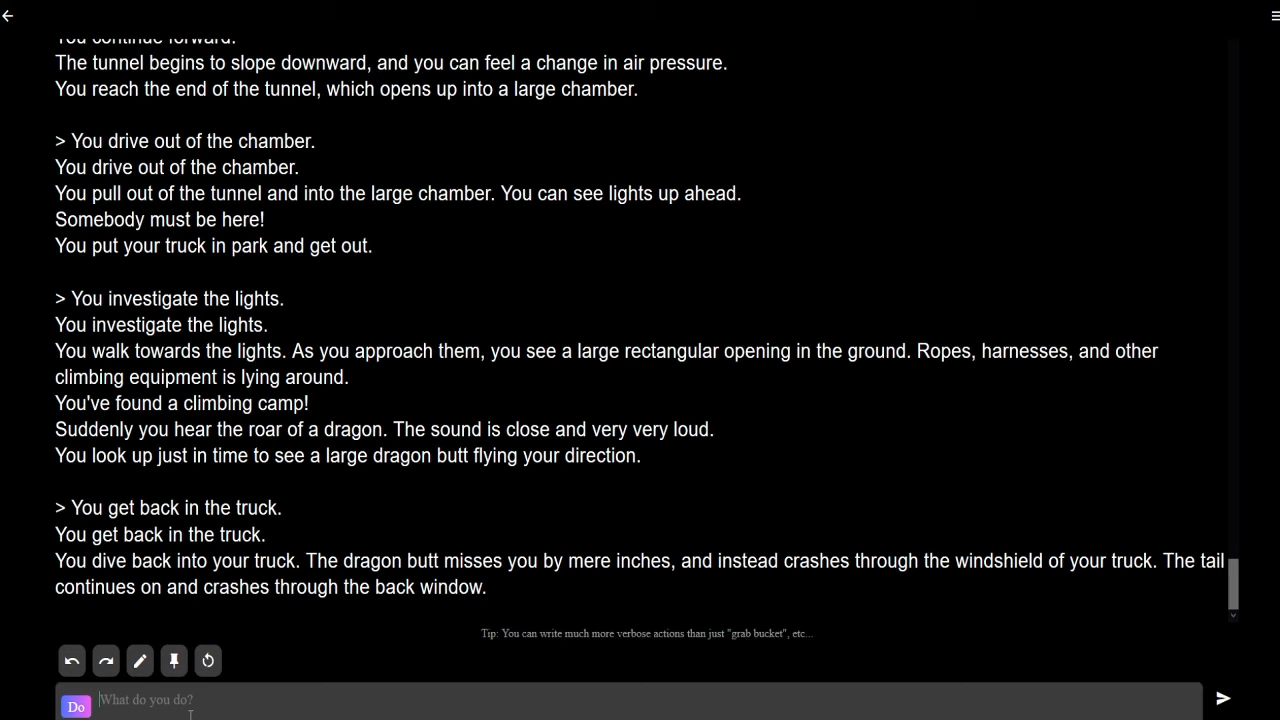 You continue forward.
The tunnel begins to slope downward, and you can feel a change in air pressure.
You reach the end of the tunnel, which opens up into a large chamber.
> You drive out of the chamber.
You drive out of the chamber.
You pull out of the tunnel and into the large chamber. You can see lights up ahead.
Somebody must be here!
You put your truck in park and get out.
> You investigate the lights.
You investigate the lights.
You walk towards the lights. As you approach them, you see a large rectangular opening in the ground. Ropes, harnesses, and other
climbing equipment is lying around.
You've found a climbing camp!
Suddenly you hear the roar of a dragon. The sound is close and very very loud.
You look up just in time to see a large dragon butt flying your direction.
> You get back in the truck.
You get back in the truck.
You dive back into your truck. The dragon butt misses you by mere inches, and instead crashes through the windshield of your truck. The tail
continues on and crashes through the back window.
Tip: You can write much more verbose actions than just "grab bucket", etc...
Do What do you do?